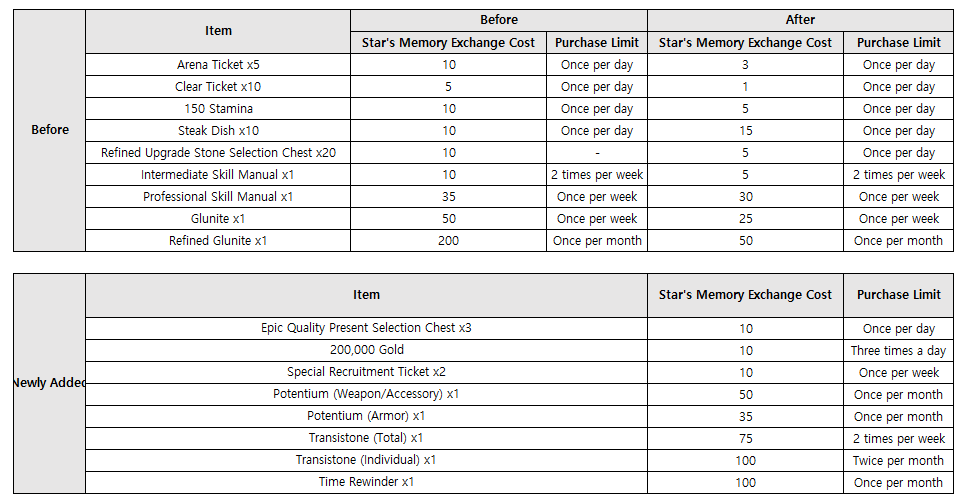 Before After
Item
Star's Memory Exchange Cost Purchase Limit Star's Memory Exchange Cost Purchase Limit
Arena Ticket x5 10 Once per day 3 Once per day
Clear Ticket x10 5 Once per day 1 Once per day
150 Stamina 10 Once per day 5 Once per day
Before Steak Dish x10 10 Once per day 15 Once per day
Refined Upgrade Stone Selection Chest x20 10 - 5 Once per day
Intermediate Skill Manual x1 10 2 times per week 5 2 times per week
Professional Skill Manual x1 35 Once per week 30 Once per week
Glunite x1 50 Once per week 25 Once per week
Refined Glunite x1 200 Once per month 50 Once per month
Item Star's Memory Exchange Cost Purchase Limit
Epic Quality Present Selection Chest x3 10 Once per day
200,000 Gold 10 Three times a day
Special Recruitment Ticket x2 10 Once per week
Newly Added Potentium (Weapon/Accessory) x1 50 Once per month
Potentium (Armor) x1 35 Once per month
Transistone (Total) x1 75 2 times per week
Transistone (Individual) x1 100 Twice per month
Time Rewinder x1 100 Once per month